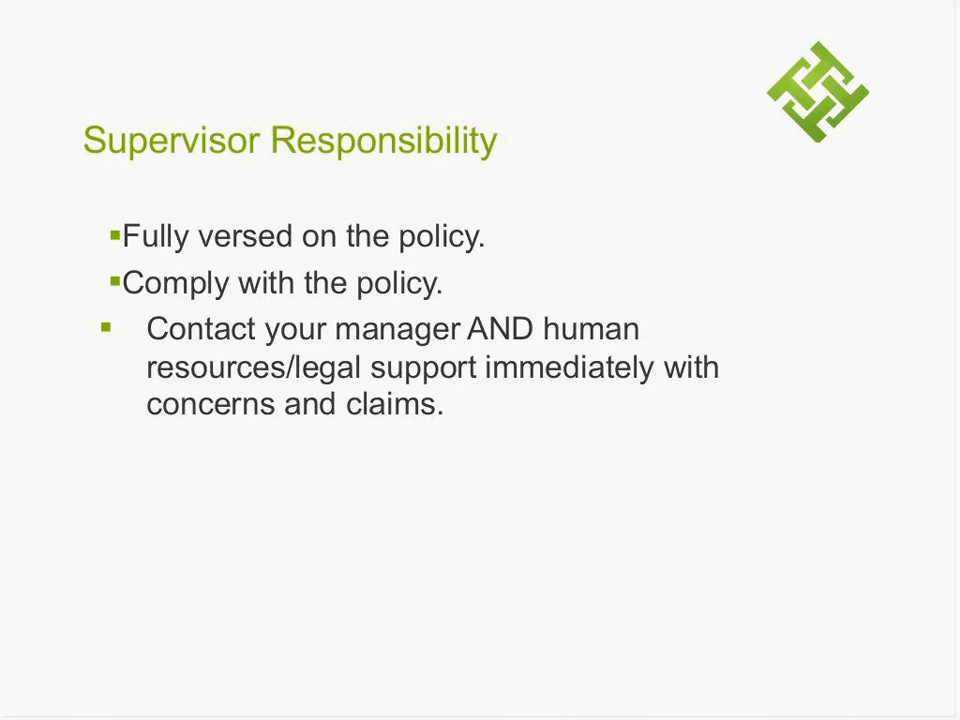 Supervisor Responsibility
▪Fully versed on the policy.
▪Comply with the policy.
▪ Contact your manager AND human
resources/legal support immediately with
concerns and claims.